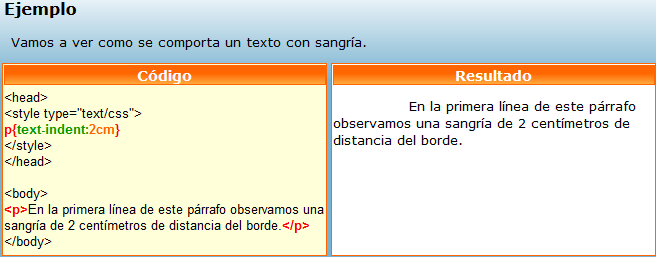 Ejemplo
Vamos a ver como se comporta un texto con sangría.
Código
<head>
<style type="text/css">
p{text-indent:2cm}
</style>
</head>
<body>
<p>En la primera línea de este párrafo observamos una
sangría de 2 centímetros de distancia del borde.</p>
</body>
Resultado
En la primera línea de este párrafo
observamos una sangría de 2 centímetros de
distancia del borde.